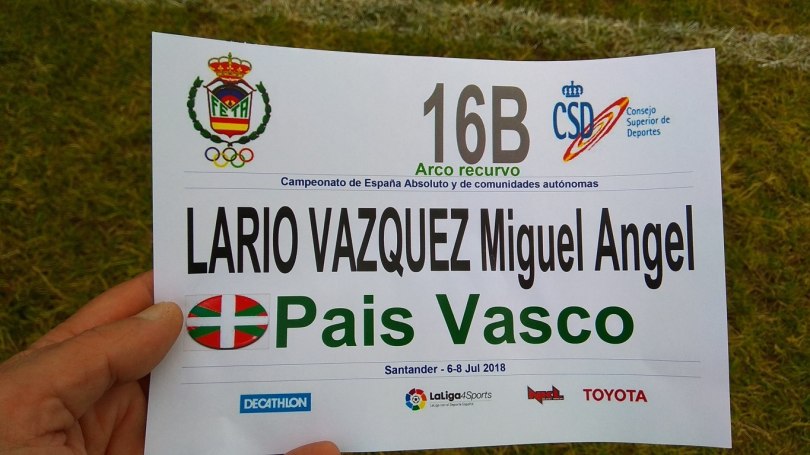 FETA
16B
CSD
Consejo
Superior de
Deportes
Arco recurvo
Campeonato de España Absoluto y de comunidades autónomas
LARIO VAZQUEZ Miguel Angel
Pais Vasco
Santander - 6-8 Jul 2018
DECATHLON
LaLiga4Sports
TOYOTA